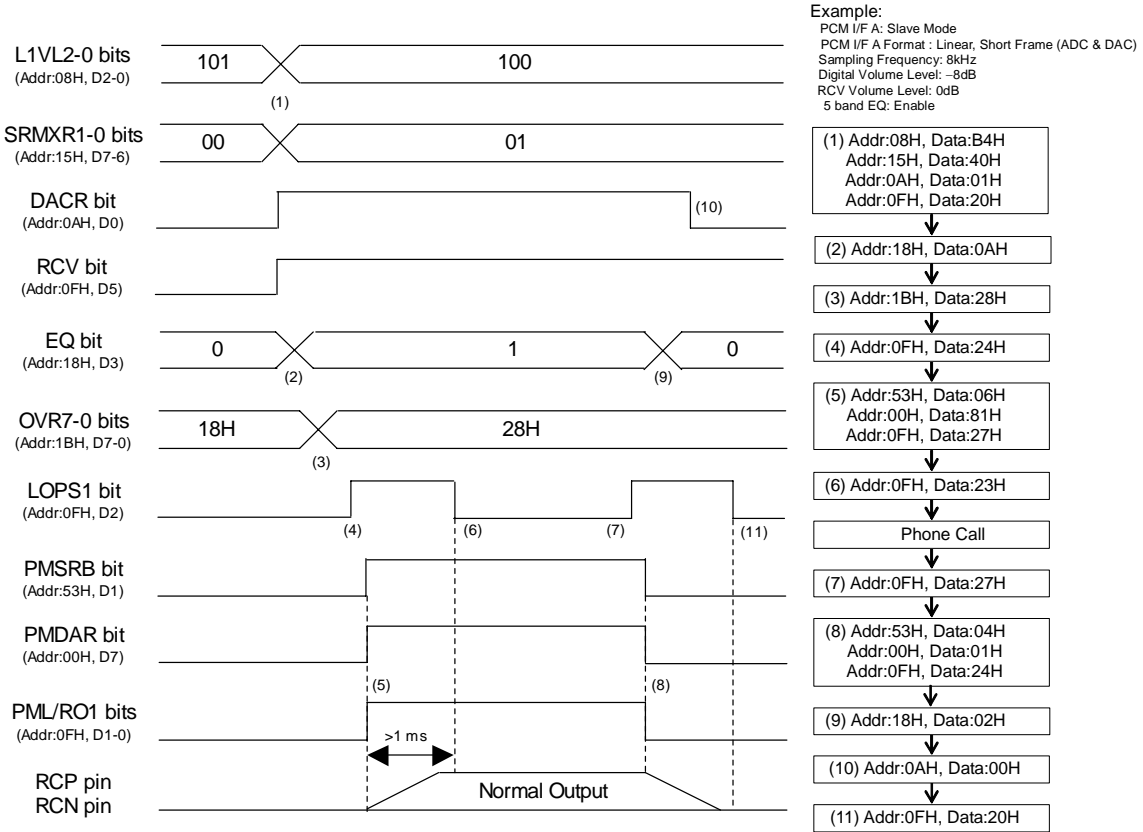 L1VL2-0 bits
(Addr:08H, D2-0)
101
100
(1)
SRMXR1-0 bits
(Addr:15H, D7-6)
00
01
DACR bit
(Addr:0AH, D0)
(10)
RCV bit
(Addr:0FH, D5)
EQ bit
(Addr:18H, D3)
0
1
0
(2)
(9)
OVR7-0 bits
(Addr:1BH, D7-0)
18H
28H
(3)
LOPS1 bit
(Addr:0FH, D2)
(4)
(6)
(7)
(11)
PMSRB bit
(Addr:53H, D1)
PMDAR bit
(Addr:00H, D7)
(5)
(8)
PML/RO1 bits
(Addr:0FH, D1-0)
>1 ms
RCP pin
RCN pin
Normal Output
Example:
PCM I/F A: Slave Mode
PCM I/F A Format : Linear, Short Frame (ADC & DAC)
Sampling Frequency: 8kHz
Digital Volume Level: −8dB
RCV Volume Level: 0dB
5 band EQ: Enable
(1) Addr:08H, Data:B4H
Addr:15H, Data:40H
Addr:0AH, Data:01H
Addr:0FH, Data:20H
(2) Addr:18H, Data:0AH
(3) Addr:1BH, Data:28H
(4) Addr:0FH, Data:24H
(5) Addr:53H, Data:06H
Addr:00H, Data:81H
Addr:0FH, Data:27H
(6) Addr:0FH, Data:23H
Phone Call
(7) Addr:0FH, Data:27H
(8) Addr:53H, Data:04H
Addr:00H, Data:01H
Addr:0FH, Data:24H
(9) Addr:18H, Data:02H
(10) Addr:0AH, Data:00H
(11) Addr:0FH, Data:20H